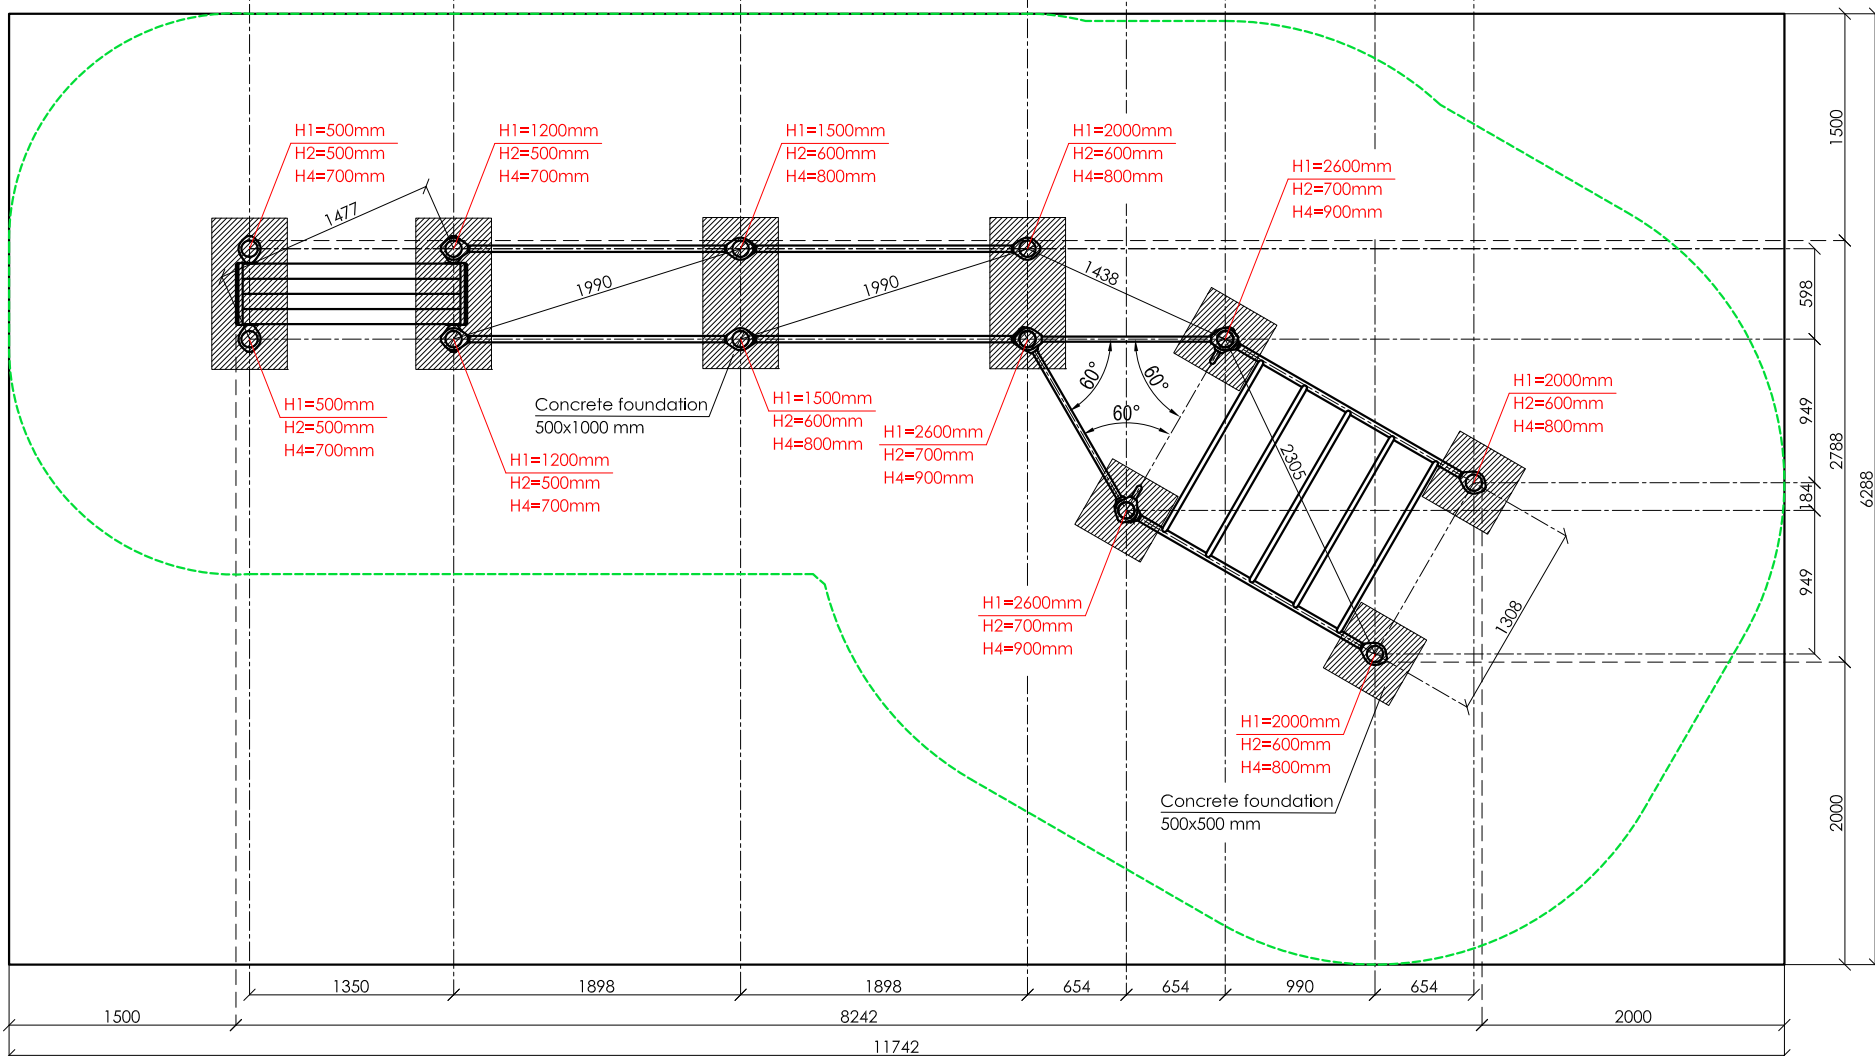 H1=500mm
H2=500mm
H4=700mm
H1=1200mm
H2=500mm
H4=700mm
H1=1500mm
H2=600mm
H4=800mm
H1=2000mm
H2=600mm
H4=800mm
H1=2600mm
H2=700mm
H4=900mm
1500
1477
1990
1990
1438
598
H1=500mm
H2=500mm
H4=700mm
H1=1200mm
H2=500mm
H4=700mm
Concrete foundation
500x1000 mm
H1=1500mm
H2=600mm
H4=800mm
H1=2600mm
H2=700mm
H4=900mm
60°
60°
60°
2305
H1=2000mm
H2=600mm
H4=800mm
949
2788
184
6288
949
1308
H1=2600mm
H2=700mm
H4=900mm
H1=2000mm
H2=600mm
H4=800mm
Concrete foundation
500x500 mm
2000
1350
1898
1898
654
654
990
654
1500
8242
2000
11742